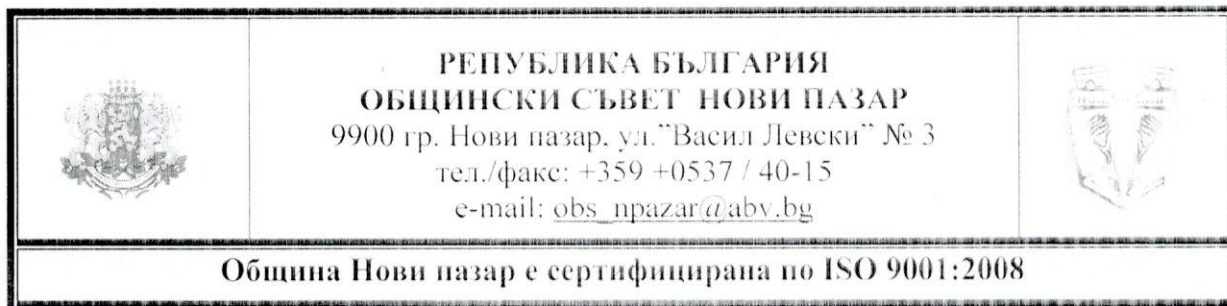 РЕПУБЛИКА БЪЛГАРИЯ
ОБЩИНСКИ СЪВЕТ НОВИ ПАЗАР
9900 гр. Нови пазар, ул."Васил Левски" № 3
тел./факс: +359 +0537 / 40-15
e-mail: obs_npazar@abv.bg
Община Нови пазар е сертифицирана по ISO 9001:2008